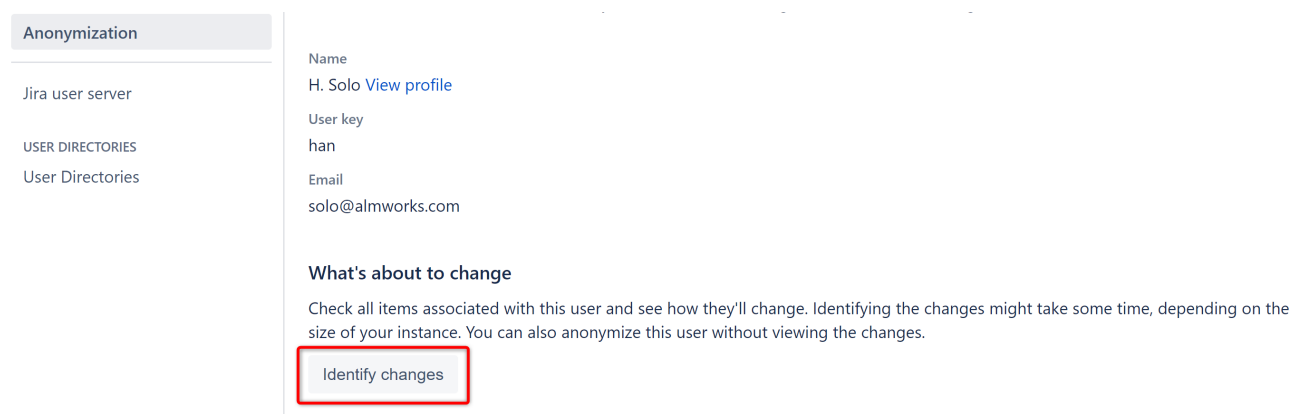 Anonymization
Jira user server
USER DIRECTORIES
User Directories
Name
H. Solo View profile
User key
han
Email
solo@almworks.com
What's about to change
Check all items associated with this user and see how they'll change. Identifying the changes might take some time, depending on the
size of your instance. You can also anonymize this user without viewing the changes.
Identify changes